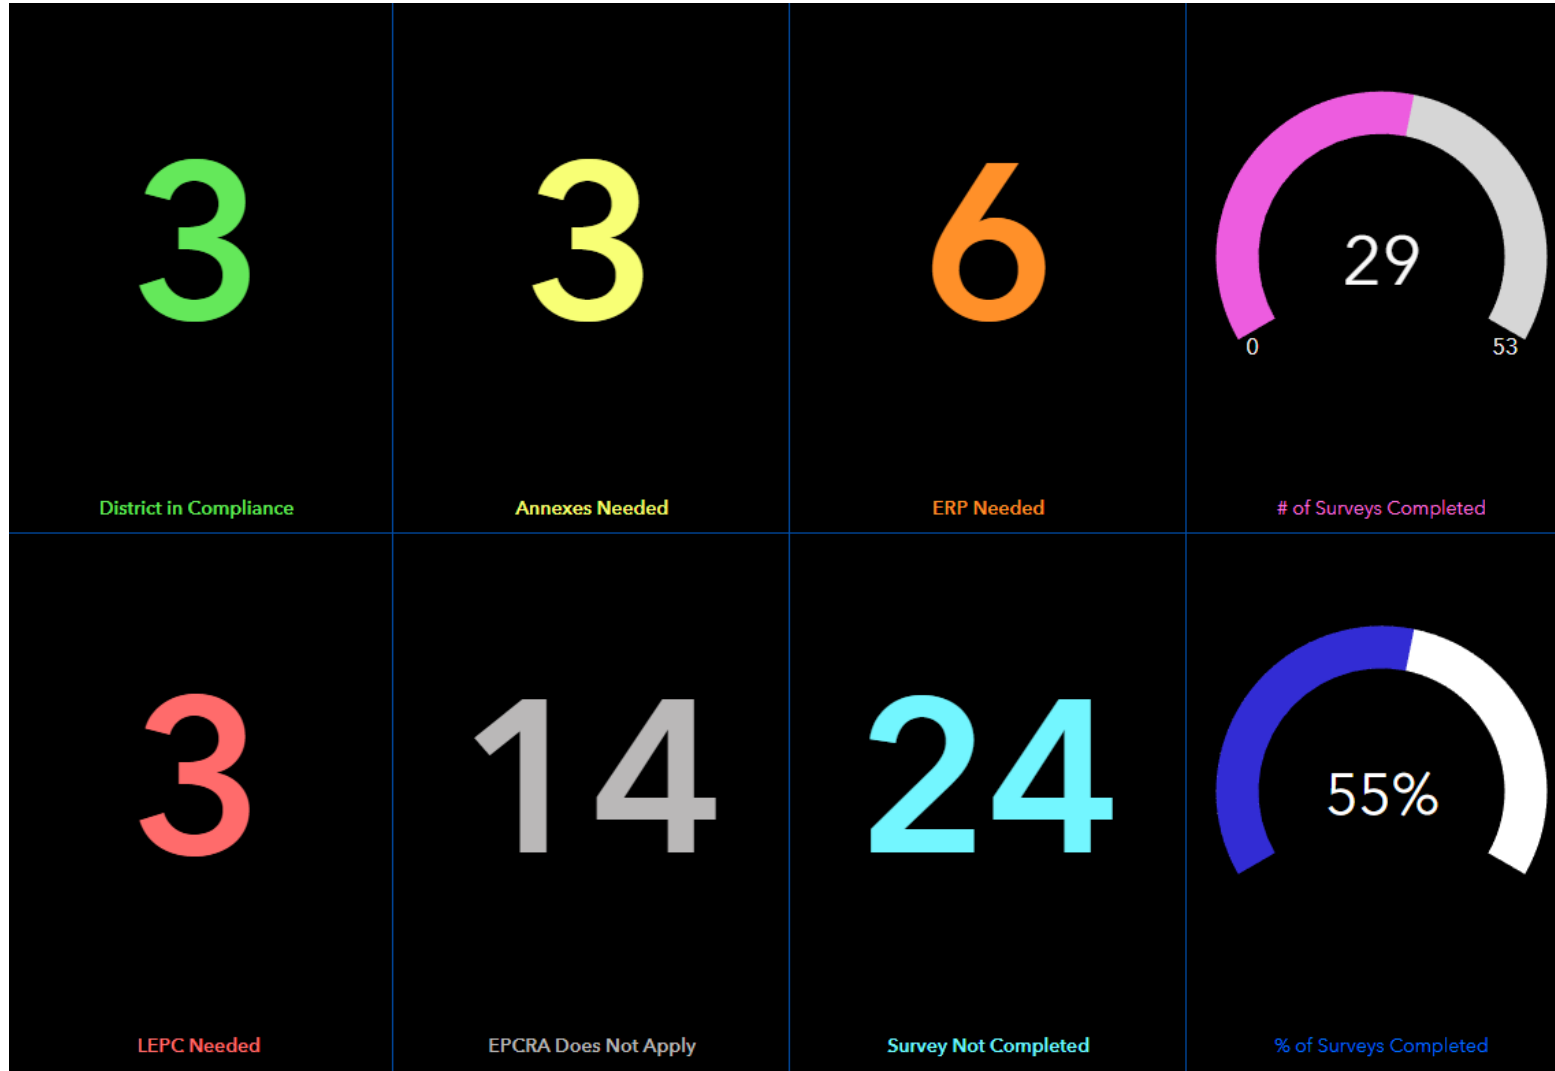 3
District in Compliance
3
Annexes Needed
6
ERP Needed
29
0
53
# of Surveys Completed
3
LEPC Needed
14
EPCRA Does Not Apply
24
Survey Not Completed
55%
% of Surveys Completed